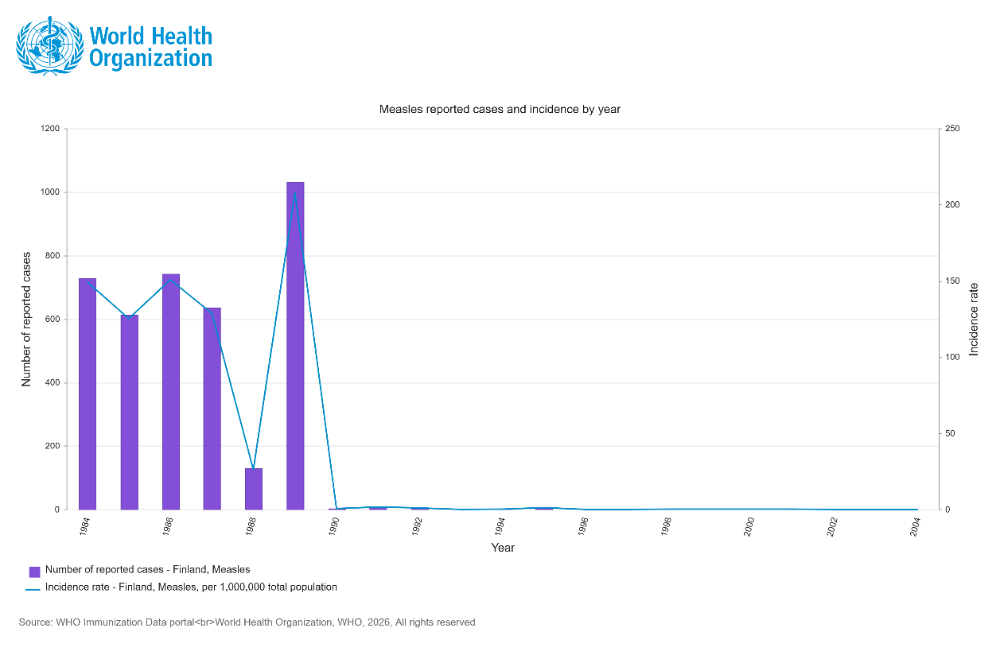 World Health
Organization
Measles reported cases and incidence by year
1200
1000
800
600
400
200
0
250
200
150
100
50
0
Number of reported cases
Incidence rate
1984
1986
1988
1990
1992
1994
1996
1998
2000
2002
2004
Year
Number of reported cases - Finland, Measles
Incidence rate - Finland, Measles, per 1,000,000 total population
Source: WHO Immunization Data portal<br>World Health Organization, WHO, 2026, All rights reserved